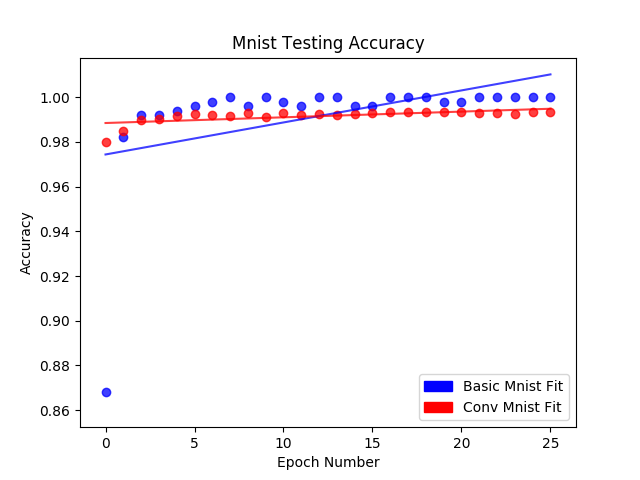 Mnist Testing Accuracy
Accuracy
1.00
0.98
0.96
0.94
0.92
0.90
0.88
0.86
0
5
10
15
20
25
Epoch Number
Basic Mnist Fit
Conv Mnist Fit